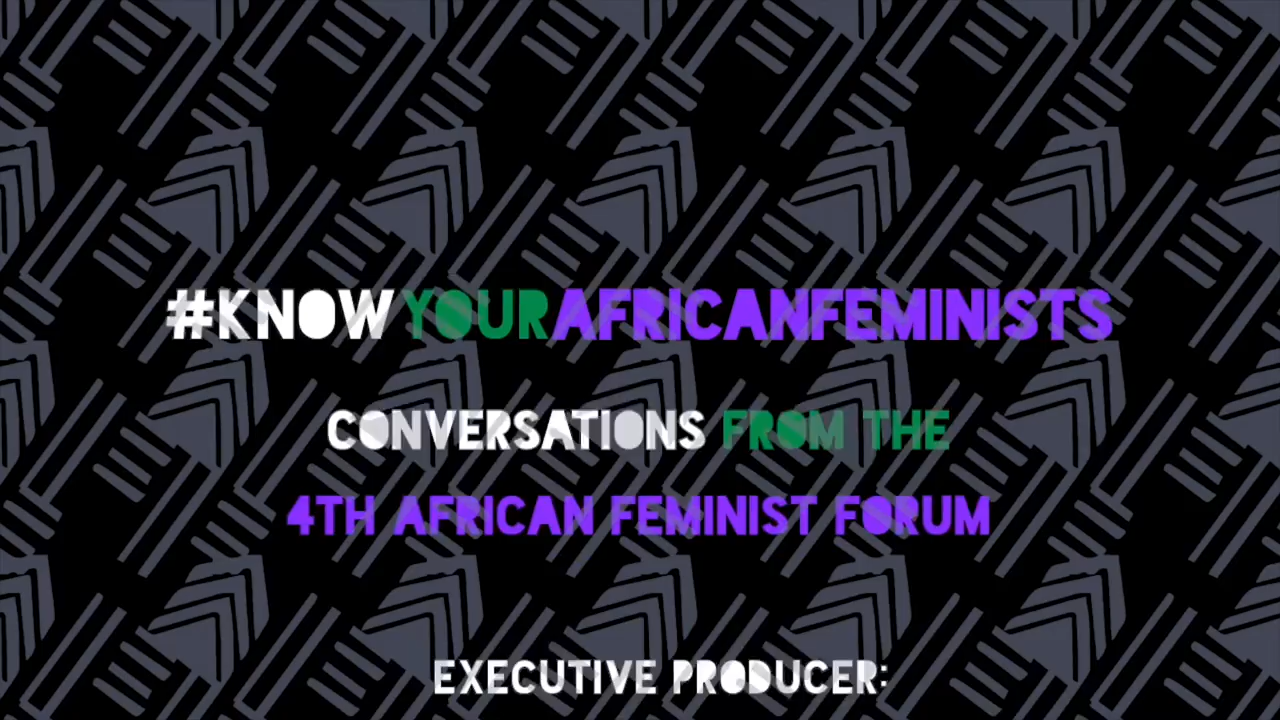 #KNOWYOURAFRICANFEMINISTS
CONVERSATIONS FROM THE
4TH AFRICAN FEMINIST FORUM
EXECUTIVE PRODUCER: